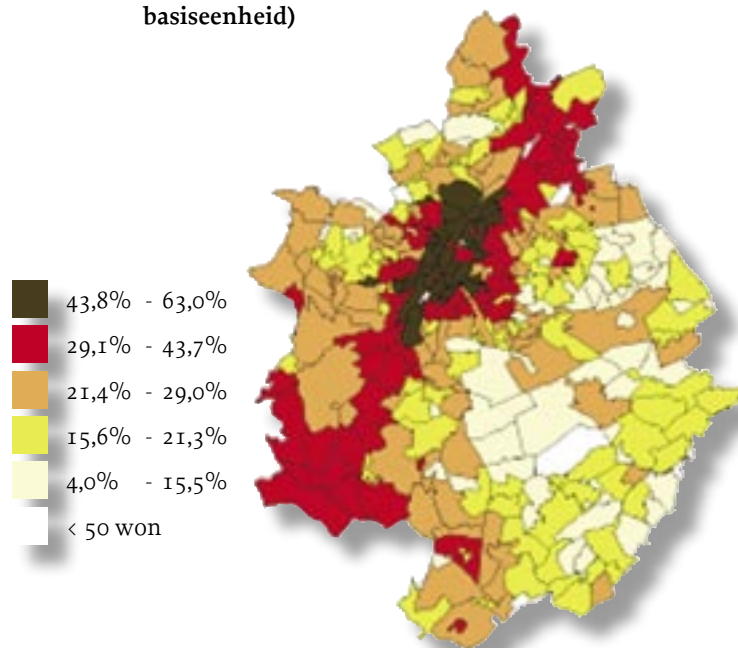 basiseenheid)
43,8% - 63,0%
29,1% - 43,7%
21,4% - 29,0%
15,6% - 21,3%
4,0% - 15,5%
< 50 won